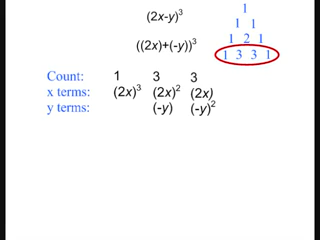 (2x-y)³
((2x)+(-y))³
1
1 1
1 2 1
1 3 3 1
Count: 1 3 3
x terms: (2x)³ (2x)² (2x)
y terms: (-y) (-y)²